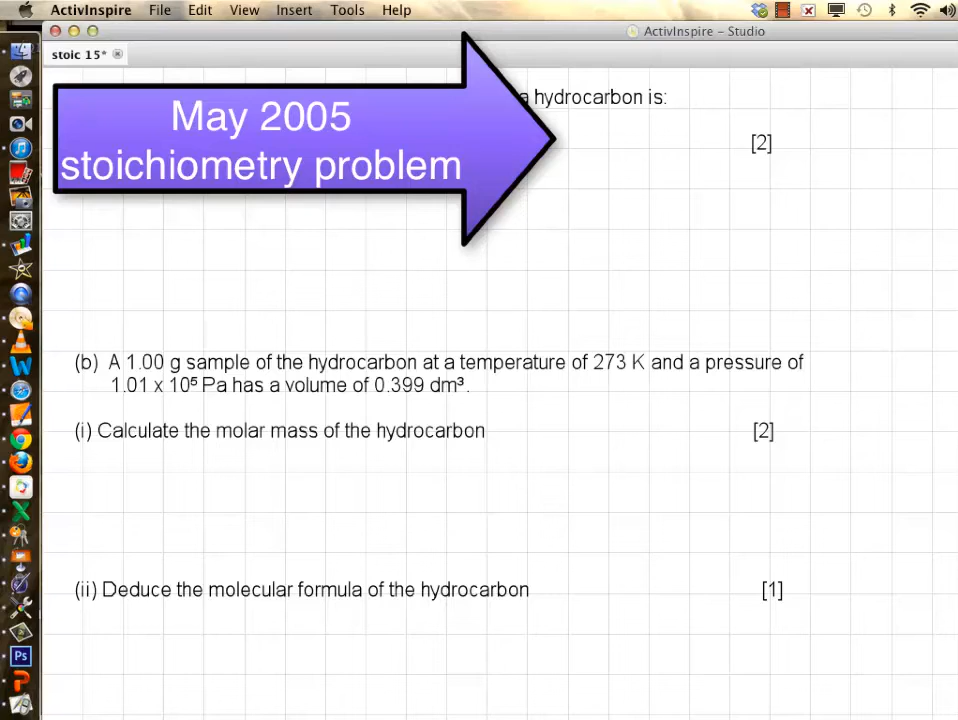 ActivInspire File Edit View Insert Tools Help
ActivInspire – Studio
stoic 15*
hydrocarbon is:
May 2005
stoichiometry problem
[2]
(b) A 1.00 g sample of the hydrocarbon at a temperature of 273 K and a pressure of
1.01 x 10⁵ Pa has a volume of 0.399 dm³.
(i) Calculate the molar mass of the hydrocarbon [2]
(ii) Deduce the molecular formula of the hydrocarbon [1]
W
X
Ps
P